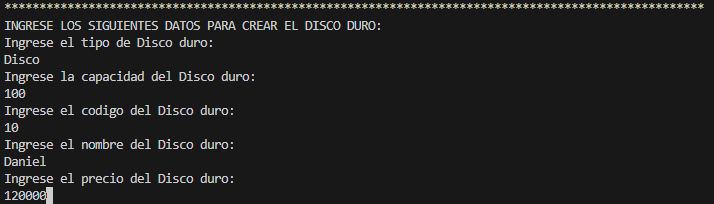 ****************************************************************************************************
INGRESE LOS SIGUIENTES DATOS PARA CREAR EL DISCO DURO:
Ingrese el tipo de Disco duro:
Disco
Ingrese la capacidad del Disco duro:
100
Ingrese el codigo del Disco duro:
10
Ingrese el nombre del Disco duro:
Daniel
Ingrese el precio del Disco duro:
120000